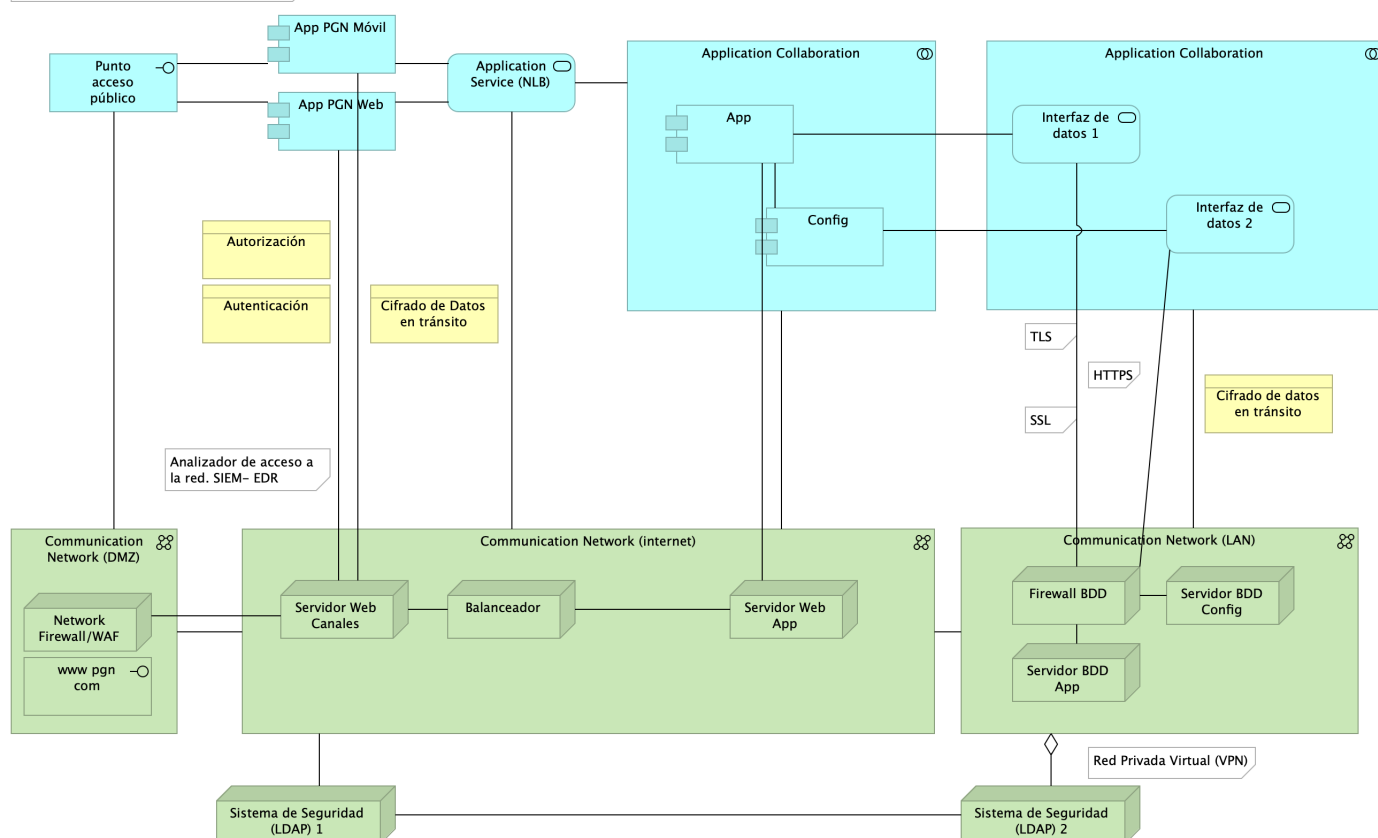 App PGN Móvil
Punto
acceso
público
App PGN Web
Application
Service (NLB)
Application Collaboration
App
Config
Application Collaboration
Interfaz de
datos 1
Interfaz de
datos 2
Autorización
Autenticación
Cifrado de Datos
en tránsito
TLS
HTTPS
SSL
Cifrado de datos
en tránsito
Analizador de acceso a
la red. SIEM- EDR
Communication
Network (DMZ)
Network
Firewall/WAF
www pgn
com
Communication Network (internet)
Servidor Web
Canales
Balanceador
Servidor Web
App
Communication Network (LAN)
Firewall BDD
Servidor BDD
Config
Servidor BDD
App
Red Privada Virtual (VPN)
Sistema de Seguridad
(LDAP) 1
Sistema de Seguridad
(LDAP) 2